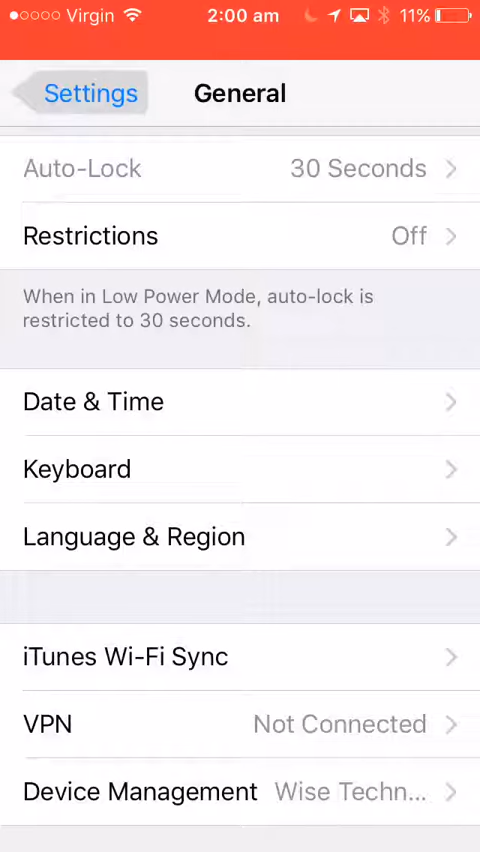 Virgin 2:00 am 11%
Settings General
Auto-Lock 30 Seconds
Restrictions Off
When in Low Power Mode, auto-lock is
restricted to 30 seconds.
Date & Time
Keyboard
Language & Region
iTunes Wi-Fi Sync
VPN Not Connected
Device Management Wise Techn...